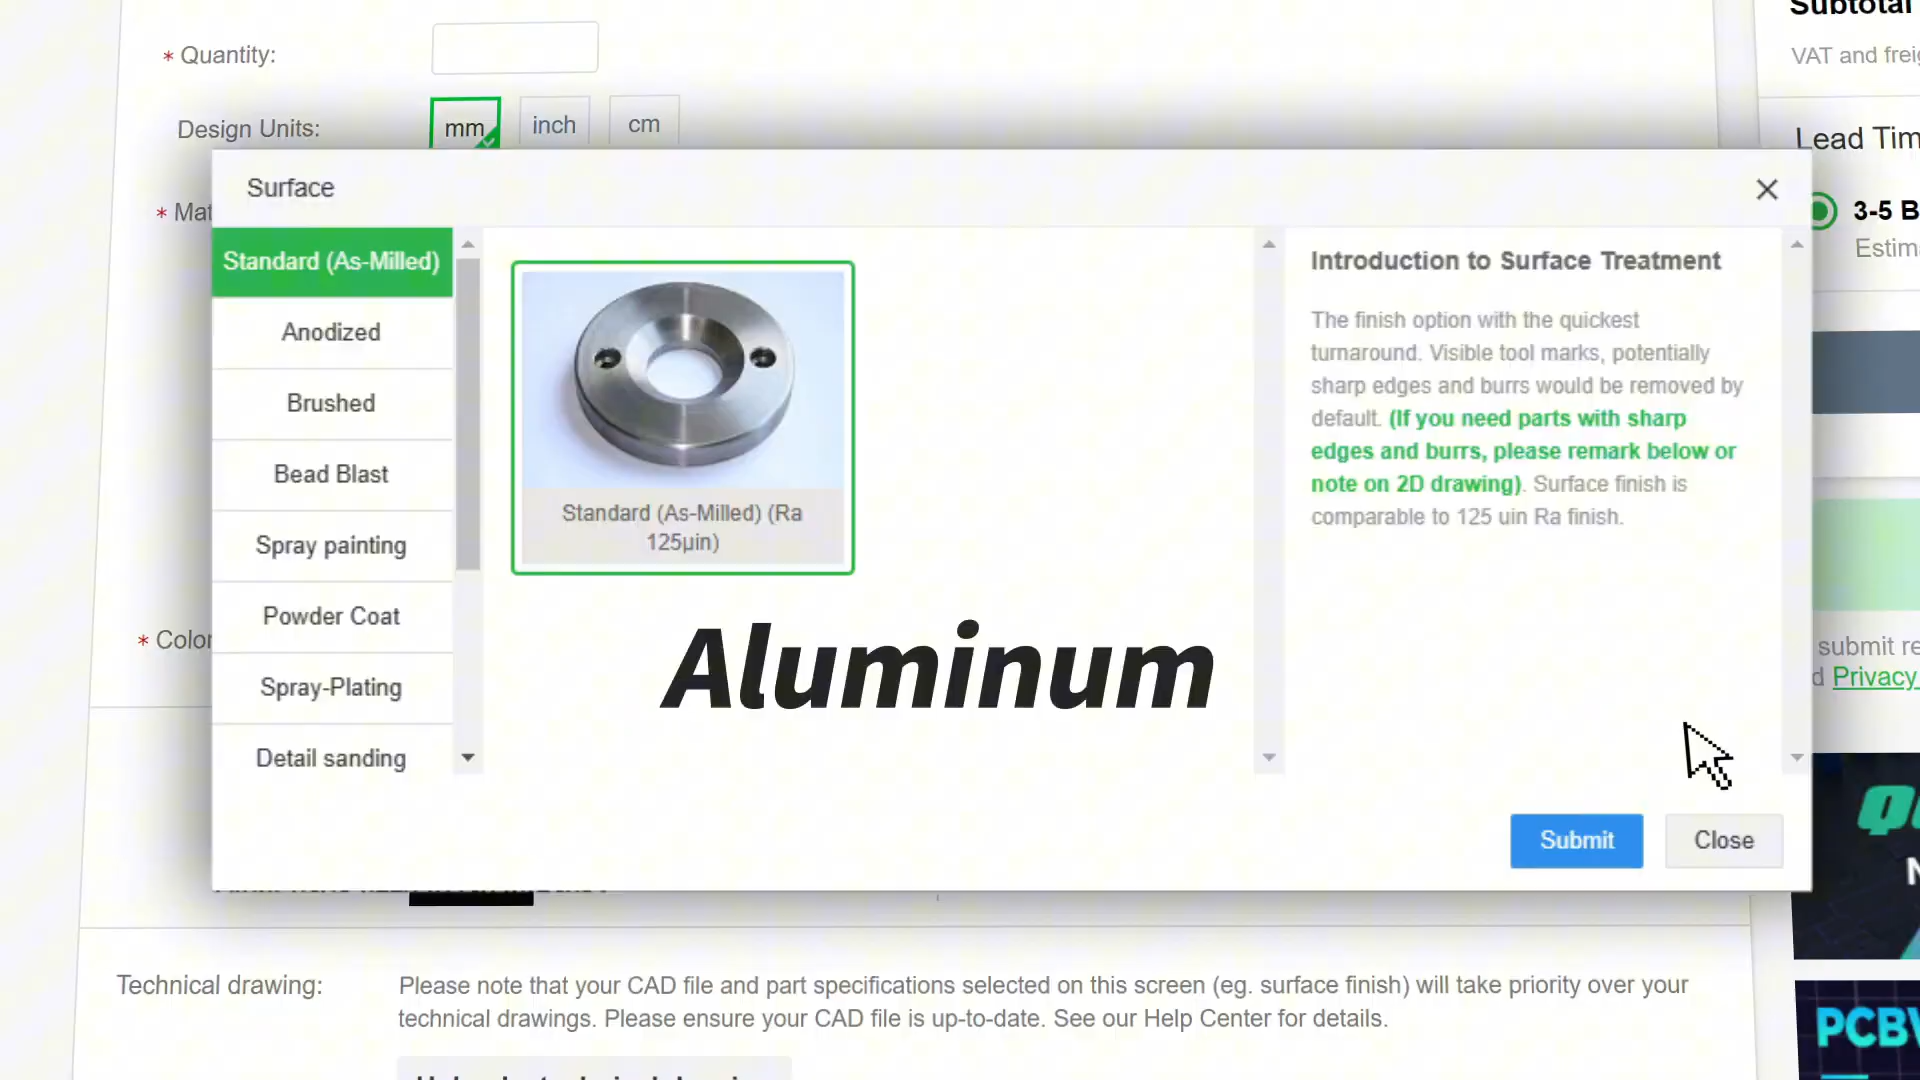 Subtotal
* Quantity:
VAT and frei
Design Units:
mm
inch
cm
Lead Tim
Surface
* Mat
3-5 B
Estim
Standard (As-Milled)
Anodized
Brushed
Bead Blast
Spray painting
Powder Coat
Spray-Plating
Detail sanding
Standard (As-Milled) (Ra
125µin)
Aluminum
Introduction to Surface Treatment
The finish option with the quickest
turnaround. Visible tool marks, potentially
sharp edges and burrs would be removed by
default. (If you need parts with sharp
edges and burrs, please remark below or
note on 2D drawing). Surface finish is
comparable to 125 uin Ra finish.
* Color
submit re
d Privacy
Submit
Close
Technical drawing:
Please note that your CAD file and part specifications selected on this screen (eg. surface finish) will take priority over your
technical drawings. Please ensure your CAD file is up-to-date. See our Help Center for details.
PCBW